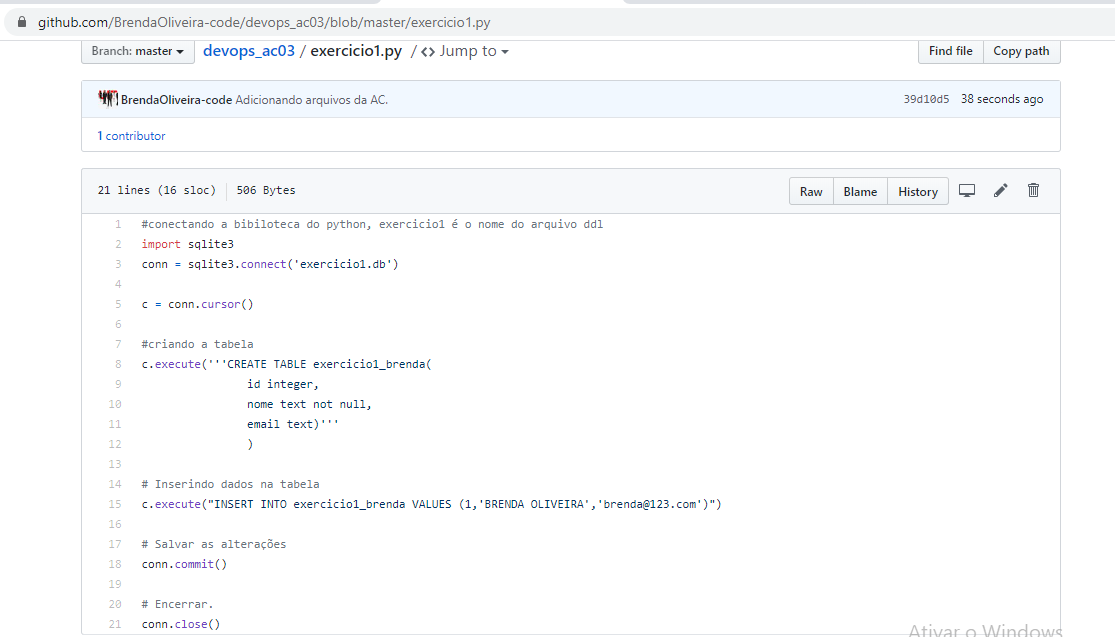 github.com/BrendaOliveira-code/devops_ac03/blob/master/exercicio1.py
Branch: master devops_ac03 / exercicio1.py / <> Jump to Find file Copy path
BrendaOliveira-code Adicionando arquivos da AC. 39d10d5 38 seconds ago
1 contributor
21 lines (16 sloc) 506 Bytes Raw Blame History
1 #conectando a bibiloteca do python, exercicio1 é o nome do arquivo ddl
2 import sqlite3
3 conn = sqlite3.connect('exercicio1.db')
4
5 c = conn.cursor()
6
7 #criando a tabela
8 c.execute('''CREATE TABLE exercicio1_brenda(
9 id integer,
10 nome text not null,
11 email text)'''
12 )
13
14 # Inserindo dados na tabela
15 c.execute("INSERT INTO exercicio1_brenda VALUES (1,'BRENDA OLIVEIRA','brenda@123.com')")
16
17 # Salvar as alterações
18 conn.commit()
19
20 # Encerrar.
21 conn.close()
Ativar o Windows